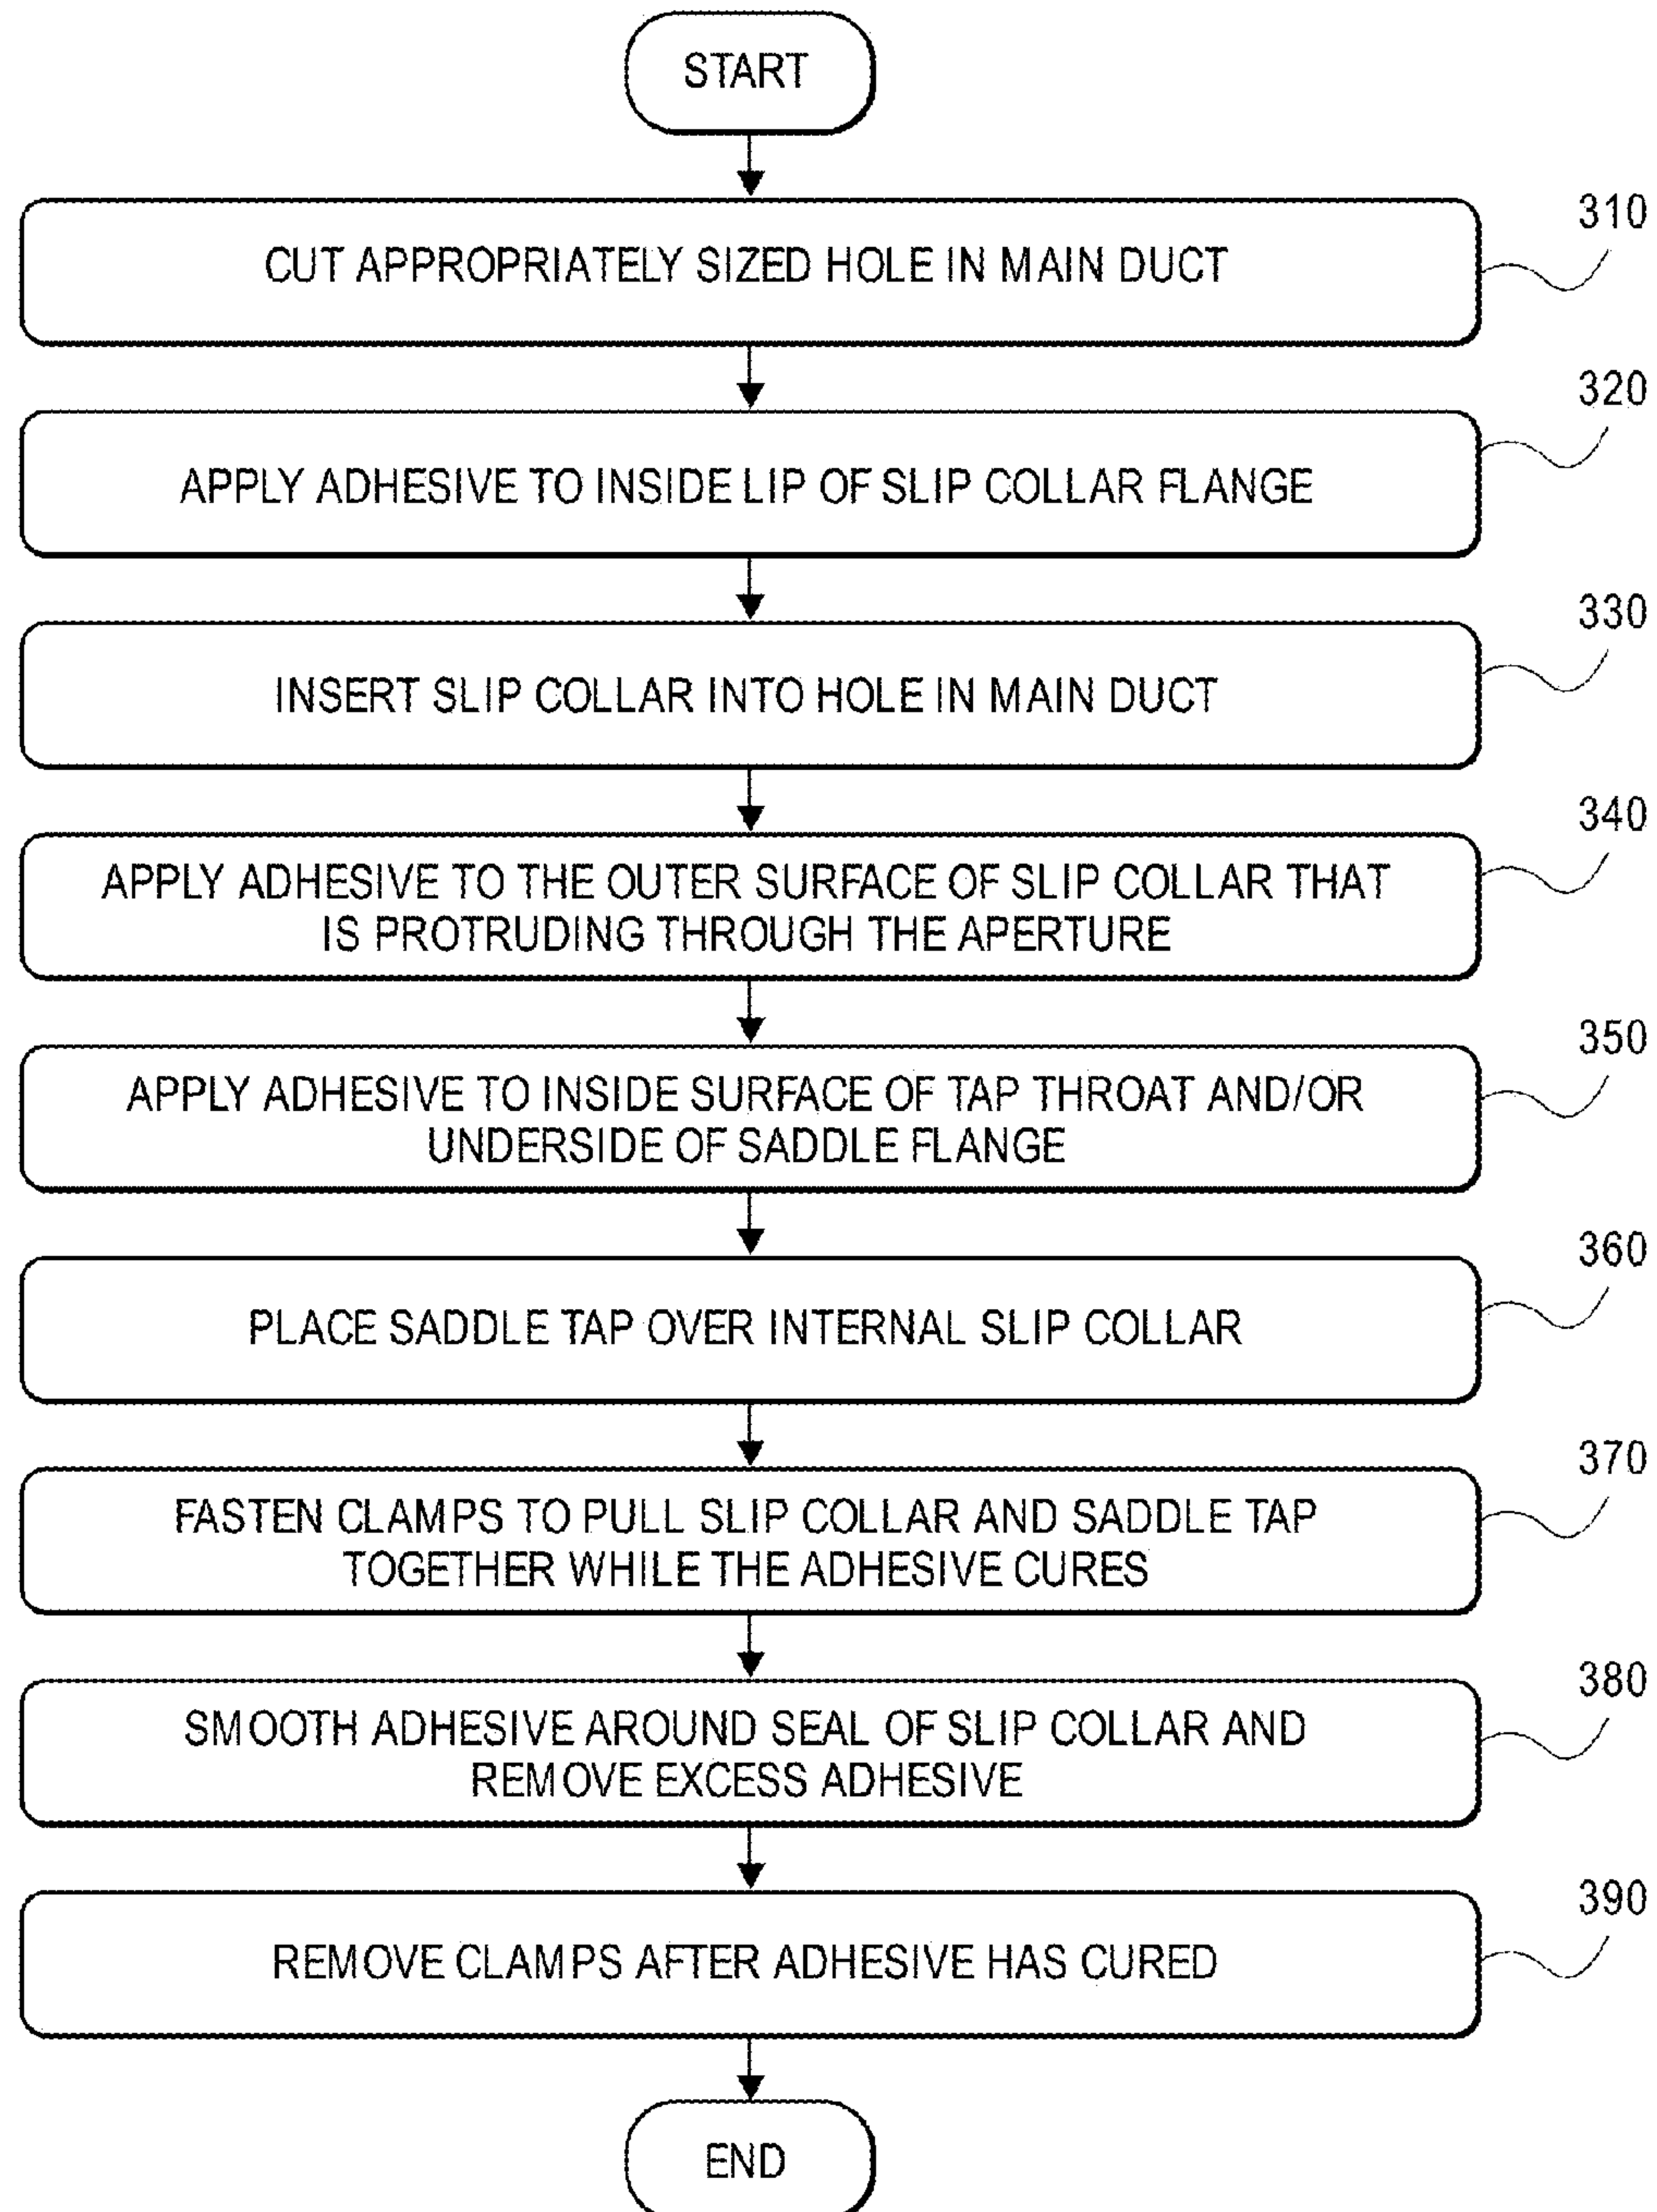 START
310
CUT APPROPRIATELY SIZED HOLE IN MAIN DUCT
320
APPLY ADHESIVE TO INSIDE LIP OF SLIP COLLAR FLANGE
330
INSERT SLIP COLLAR INTO HOLE IN MAIN DUCT
340
APPLY ADHESIVE TO THE OUTER SURFACE OF SLIP COLLAR THAT
IS PROTRUDING THROUGH THE APERTURE
350
APPLY ADHESIVE TO INSIDE SURFACE OF TAP THROAT AND/OR
UNDERSIDE OF SADDLE FLANGE
360
PLACE SADDLE TAP OVER INTERNAL SLIP COLLAR
370
FASTEN CLAMPS TO PULL SLIP COLLAR AND SADDLE TAP
TOGETHER WHILE THE ADHESIVE CURES
380
SMOOTH ADHESIVE AROUND SEAL OF SLIP COLLAR AND
REMOVE EXCESS ADHESIVE
390
REMOVE CLAMPS AFTER ADHESIVE HAS CURED
END